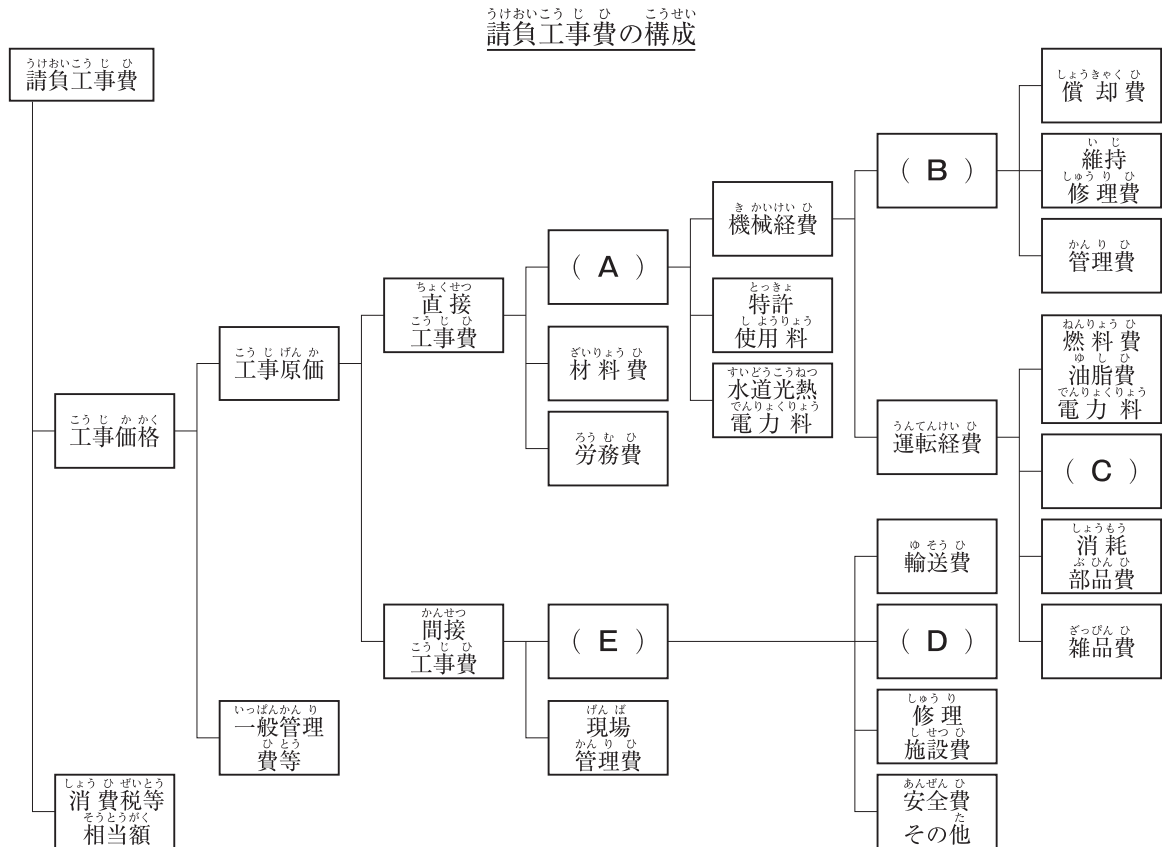 請負工事費の構成
請負工事費
工事価格
消費税等
相当額
工事原価
一般管理
費等
直接
工事費
間接
工事費
( A )
材料費
労務費
( E )
現場
管理費
機械経費
特許
使用料
水道光熱
電力料
( B )
運転経費
輸送費
( D )
修理
施設費
安全費
その他
償却費
維持
修理費
管理費
燃料費
油脂費
電力料
( C )
消耗
部品費
雑品費